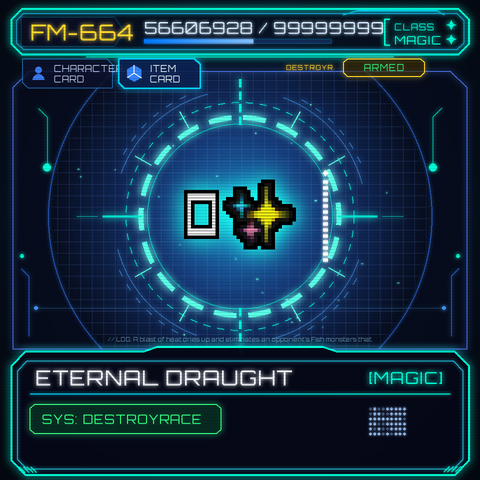 FM-664
56606928 / 99999999
CLASS
MAGIC
CHARACTER
CARD
ITEM
CARD
DESTROYR.
ARMED
// LOG: A blast of heat dries up and eliminates an opponent's Fish monsters that
ETERNAL DRAUGHT
[MAGIC]
SYS: DESTROYRACE